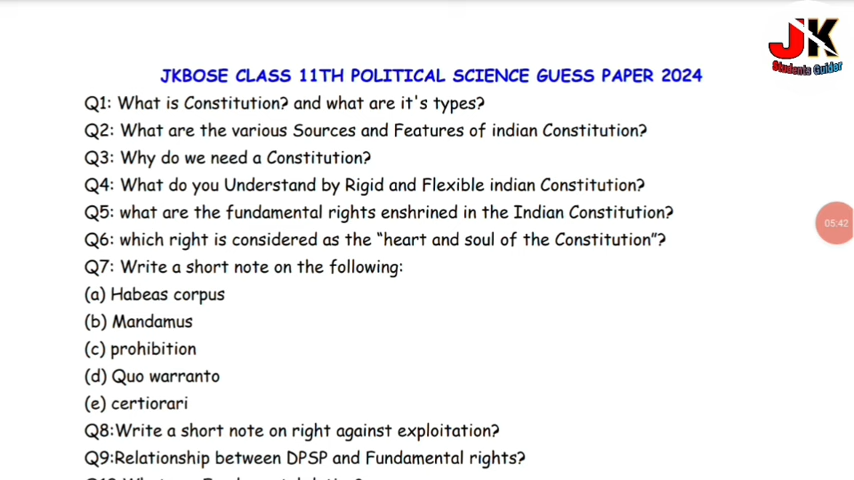 JK
Students Guider
JKBOSE CLASS 11TH POLITICAL SCIENCE GUESS PAPER 2024
Q1: What is Constitution? and what are it's types?
Q2: What are the various Sources and Features of indian Constitution?
Q3: Why do we need a Constitution?
Q4: What do you Understand by Rigid and Flexible indian Constitution?
Q5: what are the fundamental rights enshrined in the Indian Constitution?
05:42
Q6: which right is considered as the “heart and soul of the Constitution”?
Q7: Write a short note on the following:
(a) Habeas corpus
(b) Mandamus
(c) prohibition
(d) Quo warranto
(e) certiorari
Q8:Write a short note on right against exploitation?
Q9:Relationship between DPSP and Fundamental rights?